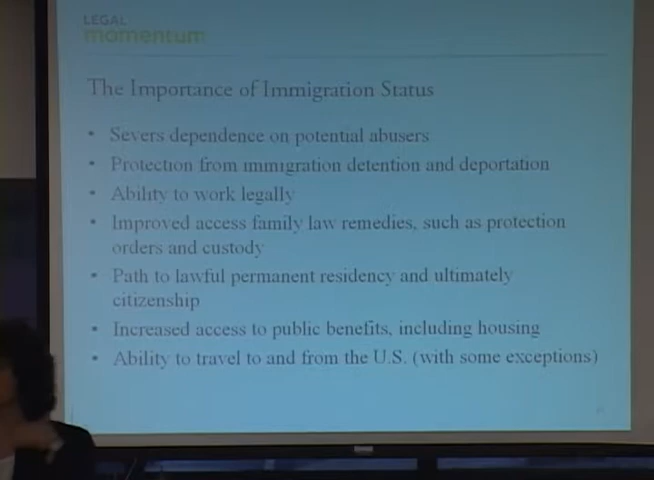 LEGAL
momentum
The Importance of Immigration Status
• Severs dependence on potential abusers
• Protection from immigration detention and deportation
• Ability to work legally
• Improved access family law remedies, such as protection
orders and custody
• Path to lawful permanent residency and ultimately
citizenship
• Increased access to public benefits, including housing
• Ability to travel to and from the U.S. (with some exceptions)